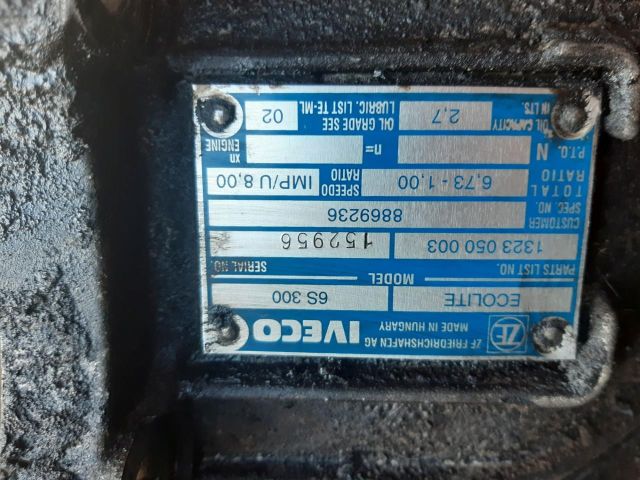 ZF
ZF FRIEDRICHSHAFEN AG
MADE IN HUNGARY
IVECO
MODEL
ECOLITE 6S 300
PARTS LIST NO. SERIAL NO.
1323 050 003 152956
CUSTOMER SPEC. NO. 8869236
TOTAL RATIO 6,73 - 1,00 SPEEDO RATIO IMP/U 8,00
P.T.O. N n= ENGINE xn
OIL CAPACITY IN LTS. 2,7 OIL GRADE SEE LUBRIC. LIST TE-ML 02